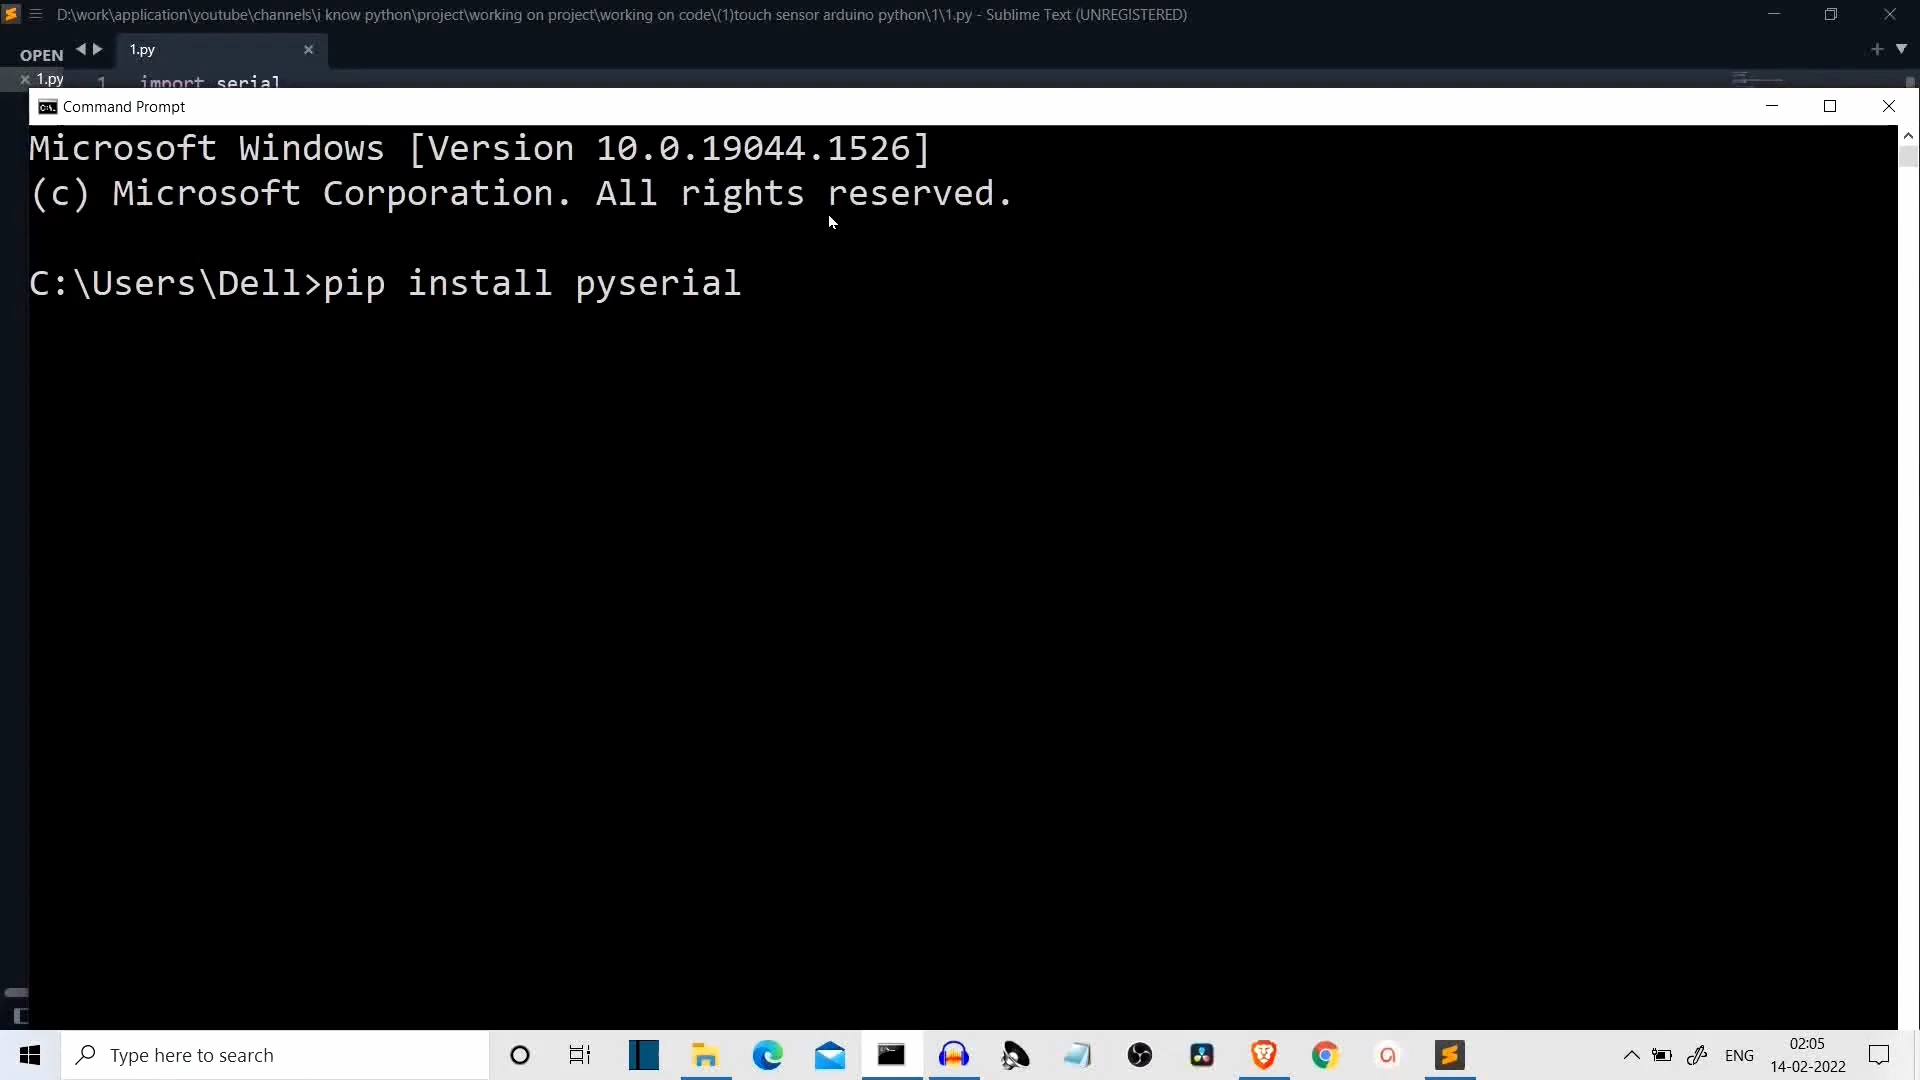 D:\work\application\youtube\channels\i know python\project\working on project\working on code\(1)touch sensor arduino python\1\1.py - Sublime Text (UNREGISTERED)
OPEN
1.py
1.py
1 import serial
Command Prompt
Microsoft Windows [Version 10.0.19044.1526]
(c) Microsoft Corporation. All rights reserved.
C:\Users\Dell>pip install pyserial
Type here to search
ENG
02:05
14-02-2022